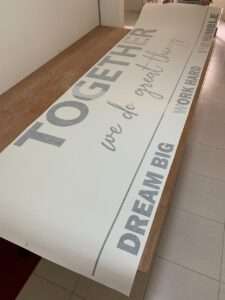 TOGETHER
we do great things
DREAM BIG WORK HARD